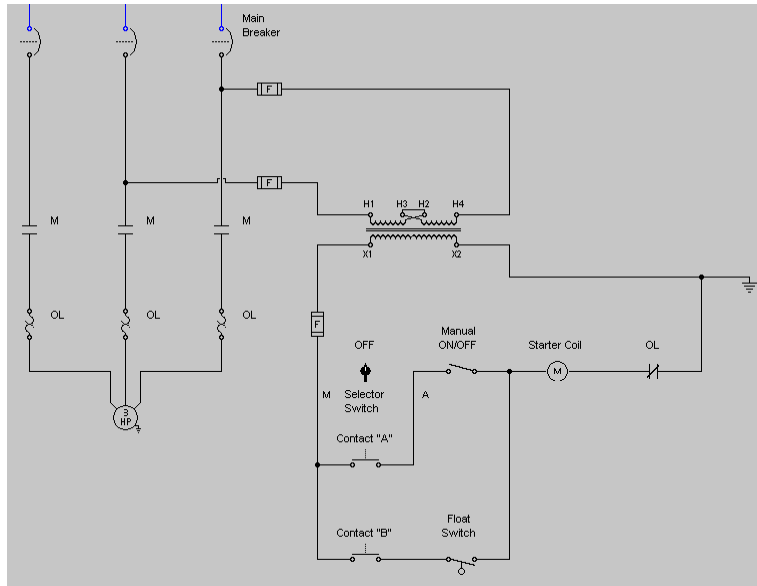 Main
Breaker
F
F
H1 H3 H2 H4
M M M
X1 X2
OL OL OL
F
OFF
Manual
ON/OFF
Starter Coil
OL
M
M
Selector
Switch
A
3
HP
Contact "A"
Contact "B"
Float
Switch